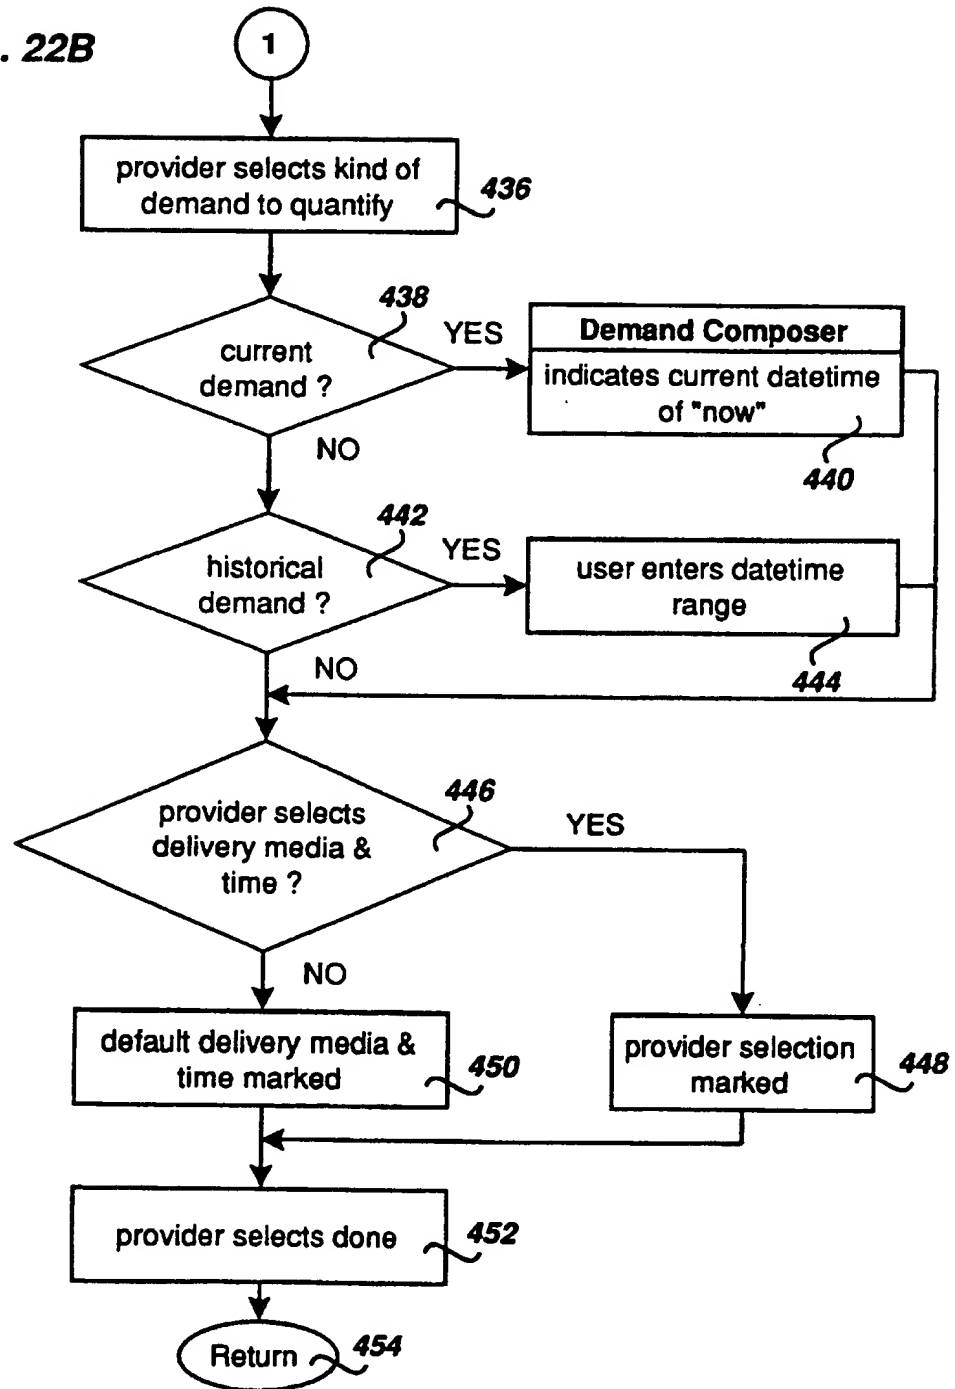 . 22B
1
provider selects kind of
demand to quantify
436
438
current
demand ?
YES
Demand Composer
indicates current datetime
of "now"
440
NO
442
historical
demand ?
YES
user enters datetime
range
444
NO
446
provider selects
delivery media &
time ?
YES
NO
default delivery media &
time marked
450
provider selection
marked
448
provider selects done
452
Return
454